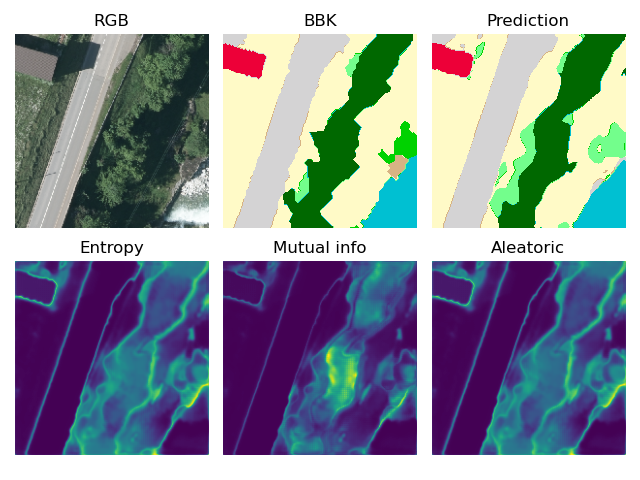 RGB
BBK
Prediction
Entropy
Mutual info
Aleatoric